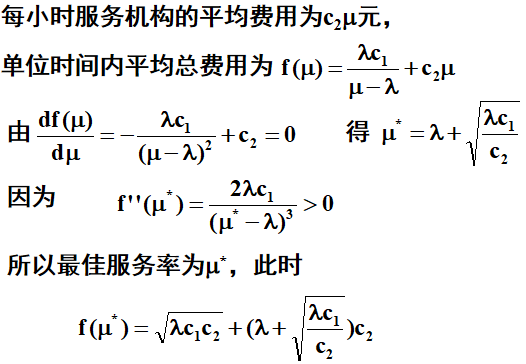 每小时服务机构的平均费用为c₂μ元，
单位时间内平均总费用为 f(μ) = λc₁/(μ−λ) + c₂μ
由 df(μ)/dμ = −λc₁/(μ−λ)² + c₂ = 0 得 μ* = λ + √(λc₁/c₂)
因为 f''(μ*) = 2λc₁/(μ*−λ)³ > 0
所以最佳服务率为μ*，此时
f(μ*) = √(λc₁c₂) + (λ + √(λc₁/c₂))c₂